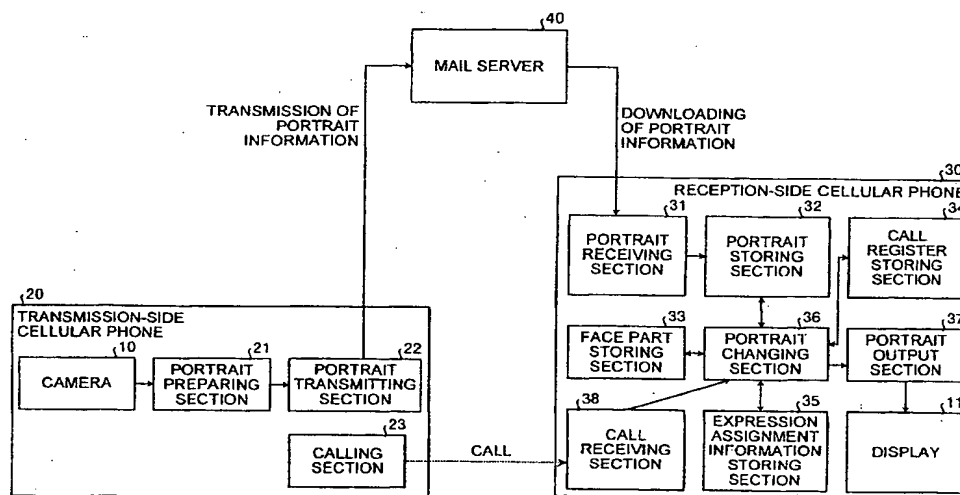 40
MAIL SERVER
TRANSMISSION OF
PORTRAIT
INFORMATION
DOWNLOADING
OF PORTRAIT
INFORMATION
30
RECEPTION-SIDE CELLULAR PHONE
31
PORTRAIT
RECEIVING
SECTION
32
PORTRAIT
STORING
SECTION
34
CALL
REGISTER
STORING
SECTION
20
TRANSMISSION-SIDE
CELLULAR PHONE
10
CAMERA
21
PORTRAIT
PREPARING
SECTION
22
PORTRAIT
TRANSMITTING
SECTION
33
FACE PART
STORING
SECTION
36
PORTRAIT
CHANGING
SECTION
37
PORTRAIT
OUTPUT
SECTION
23
CALLING
SECTION
CALL
38
CALL
RECEIVING
SECTION
35
EXPRESSION
ASSIGNMENT
INFORMATION
STORING
SECTION
11
DISPLAY